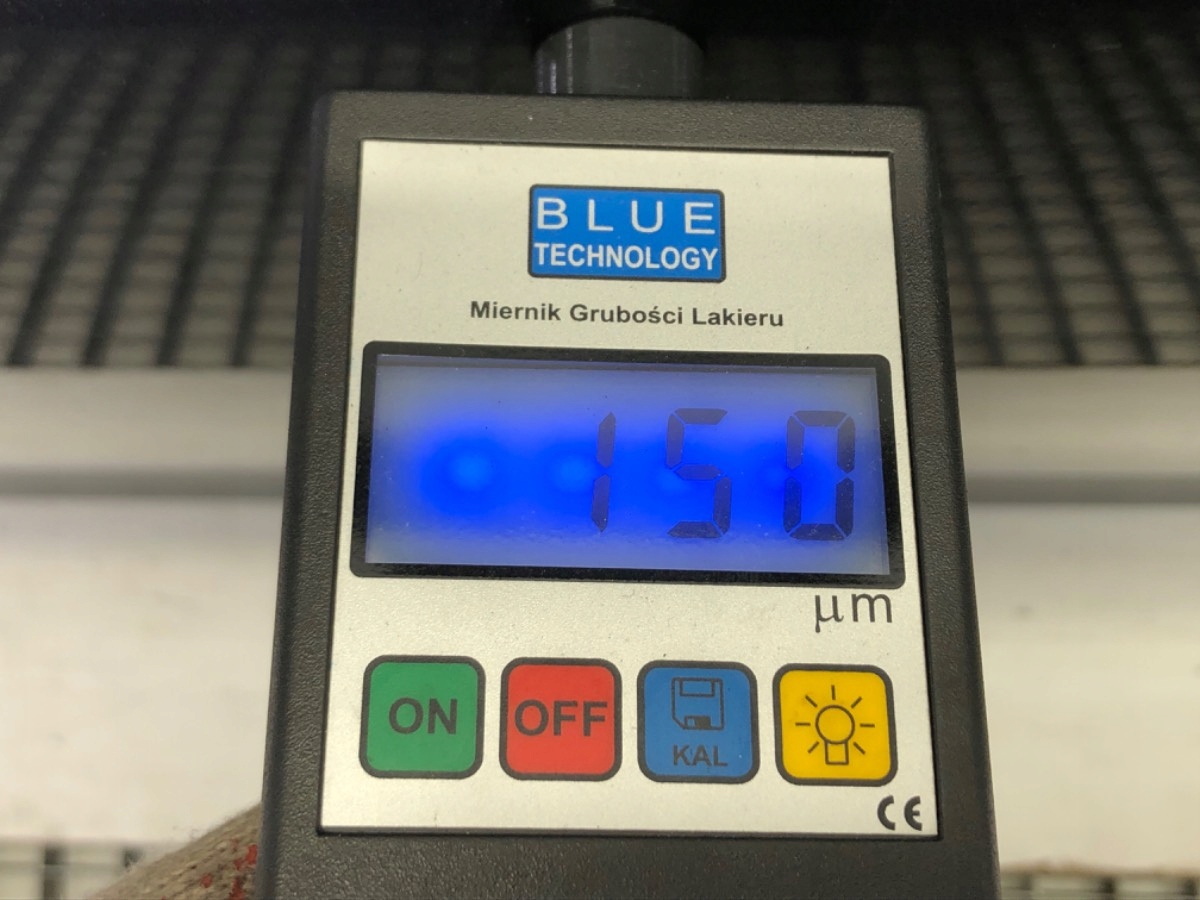 BLUE
TECHNOLOGY
Miernik Grubości Lakieru
150
μm
ON OFF KAL
CE